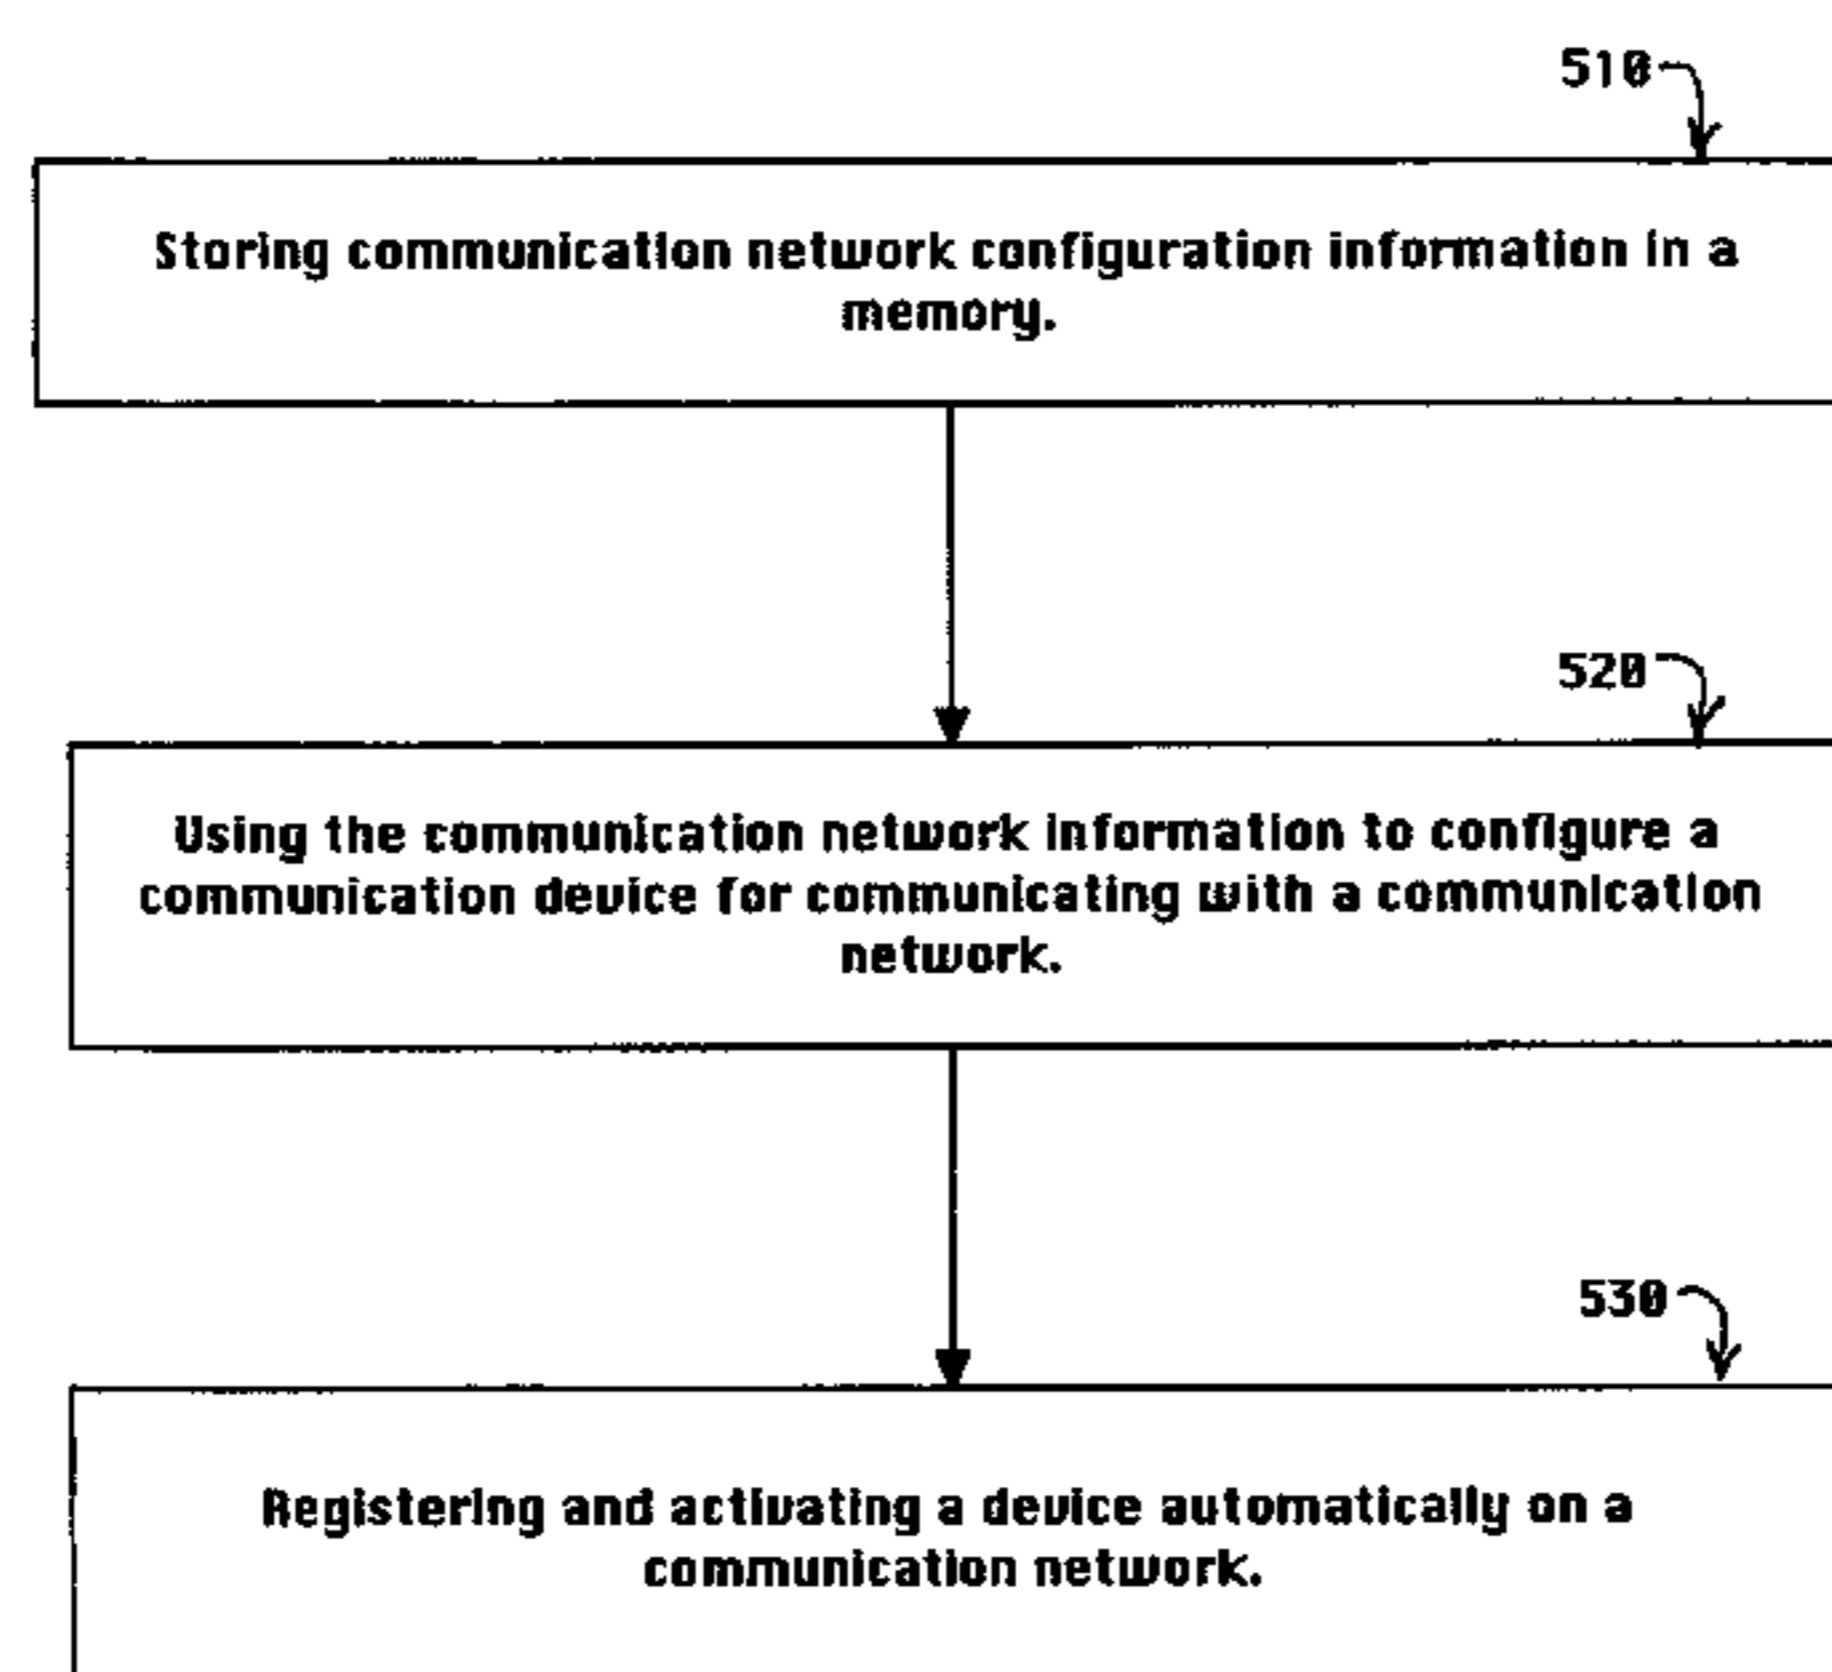 510
Storing communication network configuration information in a
memory.
520
Using the communication network information to configure a
communication device for communicating with a communication
network.
530
Registering and activating a device automatically on a
communication network.